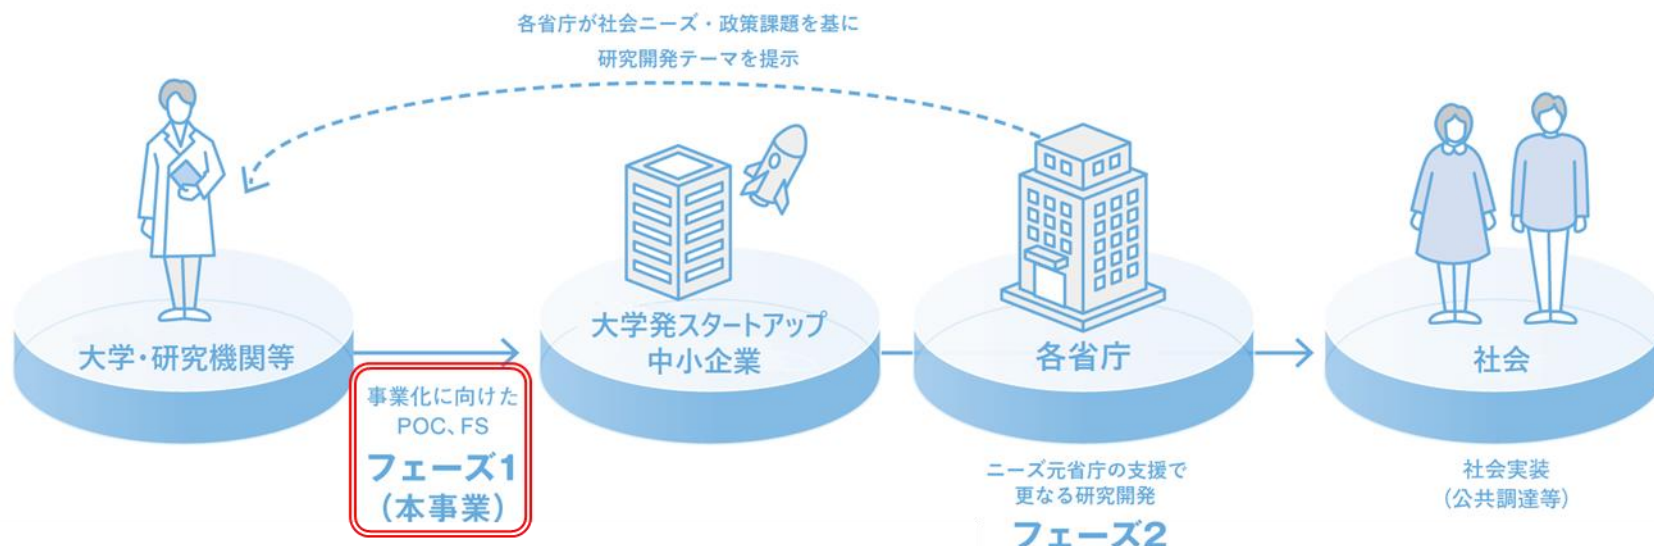 各省庁が社会ニーズ・政策課題を基に
研究開発テーマを提示
大学・研究機関等
事業化に向けた
POC、FS
フェーズ1
（本事業）
大学発スタートアップ
中小企業
各省庁
ニーズ元省庁の支援で
更なる研究開発
フェーズ2
社会
社会実装
（公共調達等）